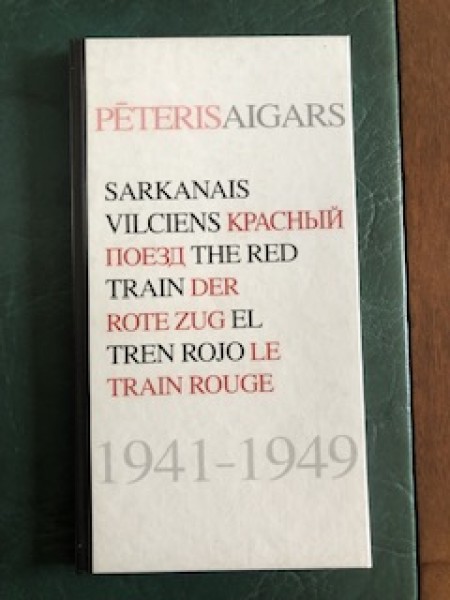 PĒTERISAIGARS
SARKANAIS
VILCIENS КРАСНЫЙ
ПОЕЗД THE RED
TRAIN DER
ROTE ZUG EL
TREN ROJO LE
TRAIN ROUGE
1941-1949